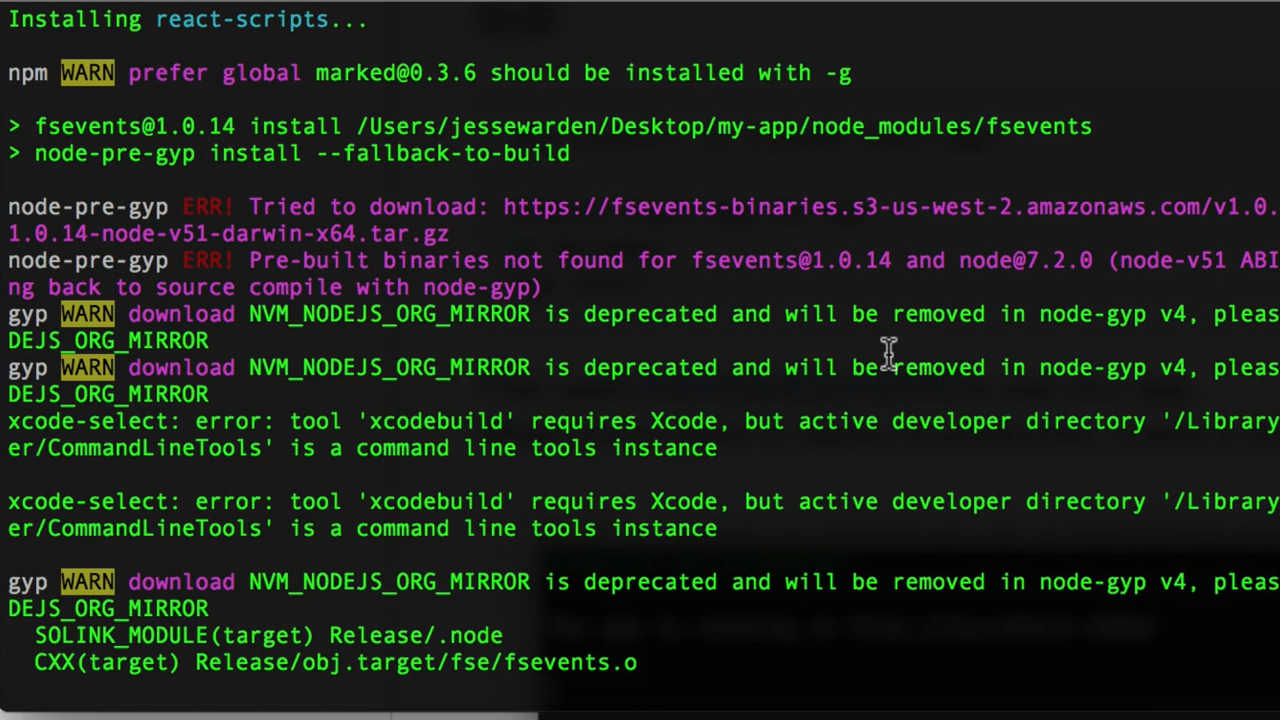 Installing react-scripts...
npm WARN prefer global marked@0.3.6 should be installed with -g
> fsevents@1.0.14 install /Users/jessewarden/Desktop/my-app/node_modules/fsevents
> node-pre-gyp install --fallback-to-build
node-pre-gyp ERR! Tried to download: https://fsevents-binaries.s3-us-west-2.amazonaws.com/v1.0.
1.0.14-node-v51-darwin-x64.tar.gz
node-pre-gyp ERR! Pre-built binaries not found for fsevents@1.0.14 and node@7.2.0 (node-v51 ABI
ng back to source compile with node-gyp)
gyp WARN download NVM_NODEJS_ORG_MIRROR is deprecated and will be removed in node-gyp v4, pleas
DEJS_ORG_MIRROR
gyp WARN download NVM_NODEJS_ORG_MIRROR is deprecated and will be removed in node-gyp v4, pleas
DEJS_ORG_MIRROR
xcode-select: error: tool 'xcodebuild' requires Xcode, but active developer directory '/Library
er/CommandLineTools' is a command line tools instance
xcode-select: error: tool 'xcodebuild' requires Xcode, but active developer directory '/Library
er/CommandLineTools' is a command line tools instance
gyp WARN download NVM_NODEJS_ORG_MIRROR is deprecated and will be removed in node-gyp v4, pleas
DEJS_ORG_MIRROR
SOLINK_MODULE(target) Release/.node
CXX(target) Release/obj.target/fse/fsevents.o